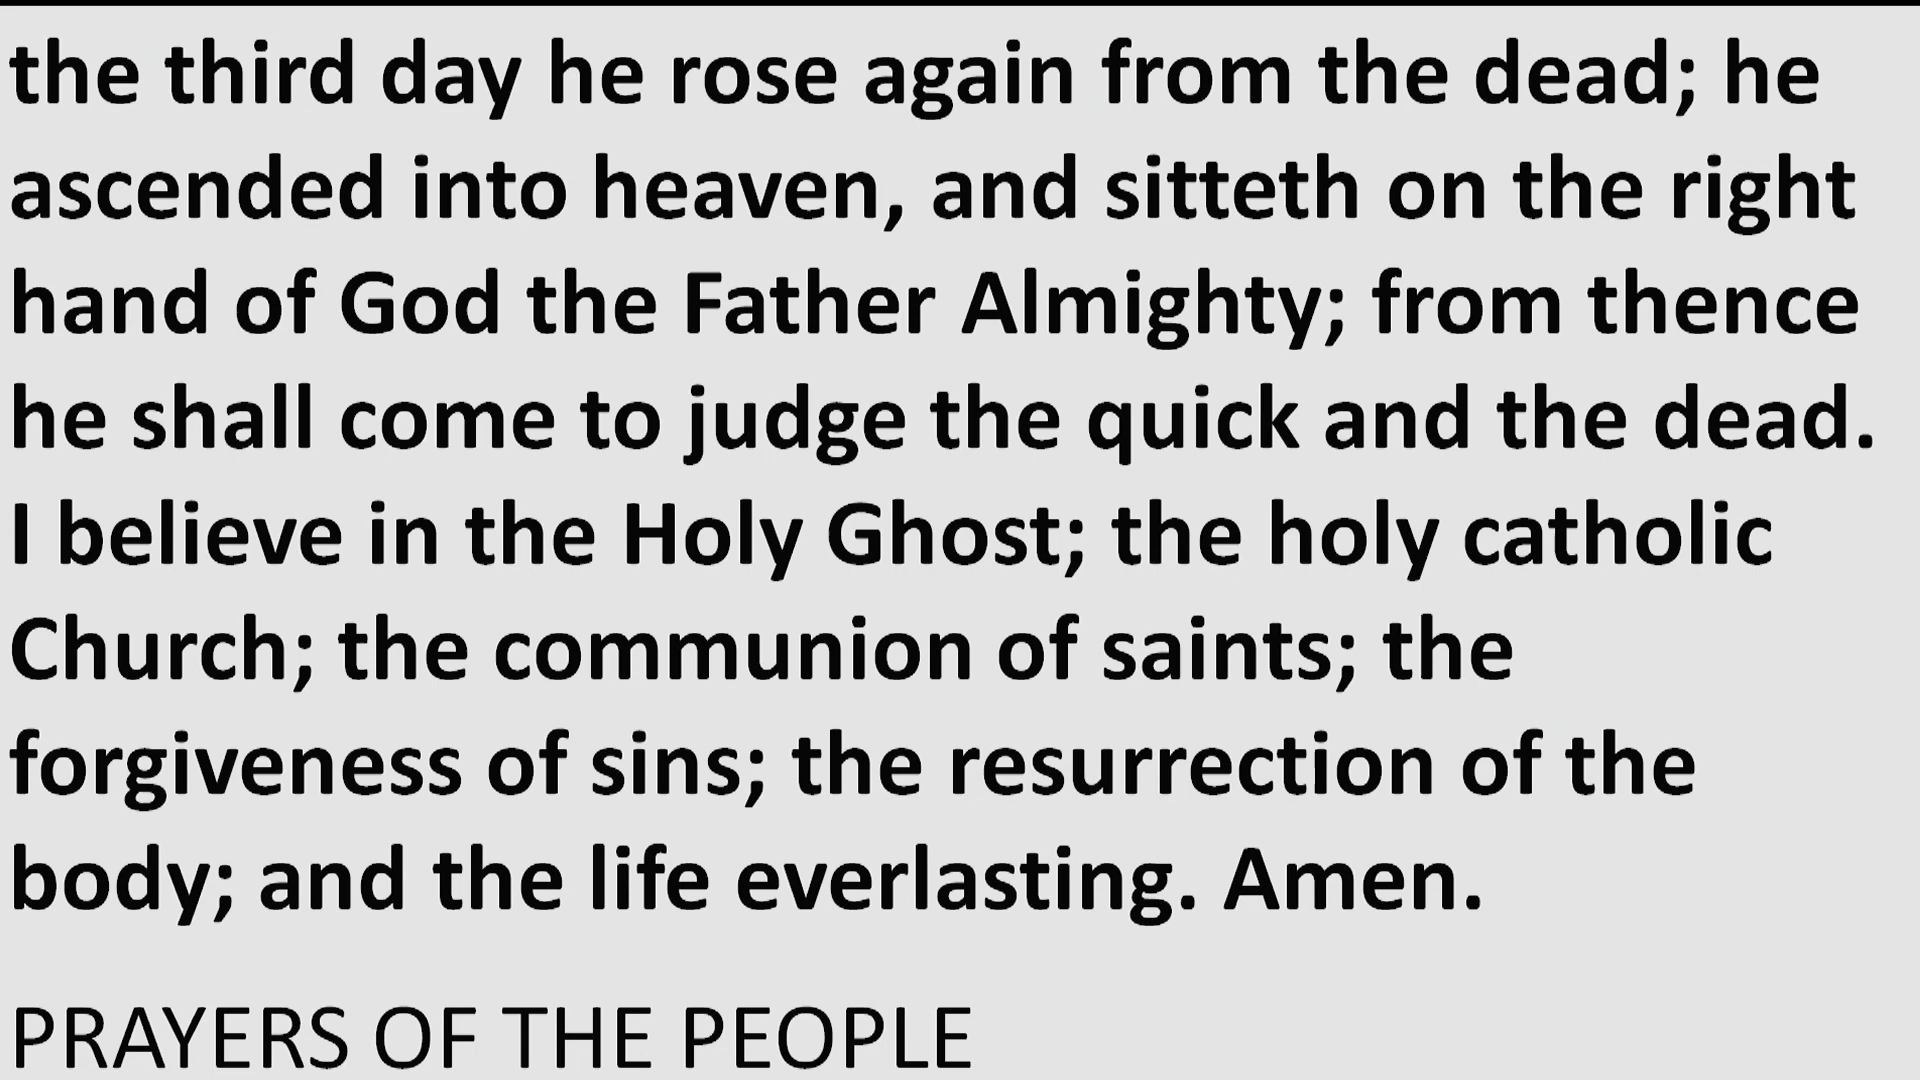 the third day he rose again from the dead; he
ascended into heaven, and sitteth on the right
hand of God the Father Almighty; from thence
he shall come to judge the quick and the dead.
I believe in the Holy Ghost; the holy catholic
Church; the communion of saints; the
forgiveness of sins; the resurrection of the
body; and the life everlasting. Amen.
PRAYERS OF THE PEOPLE